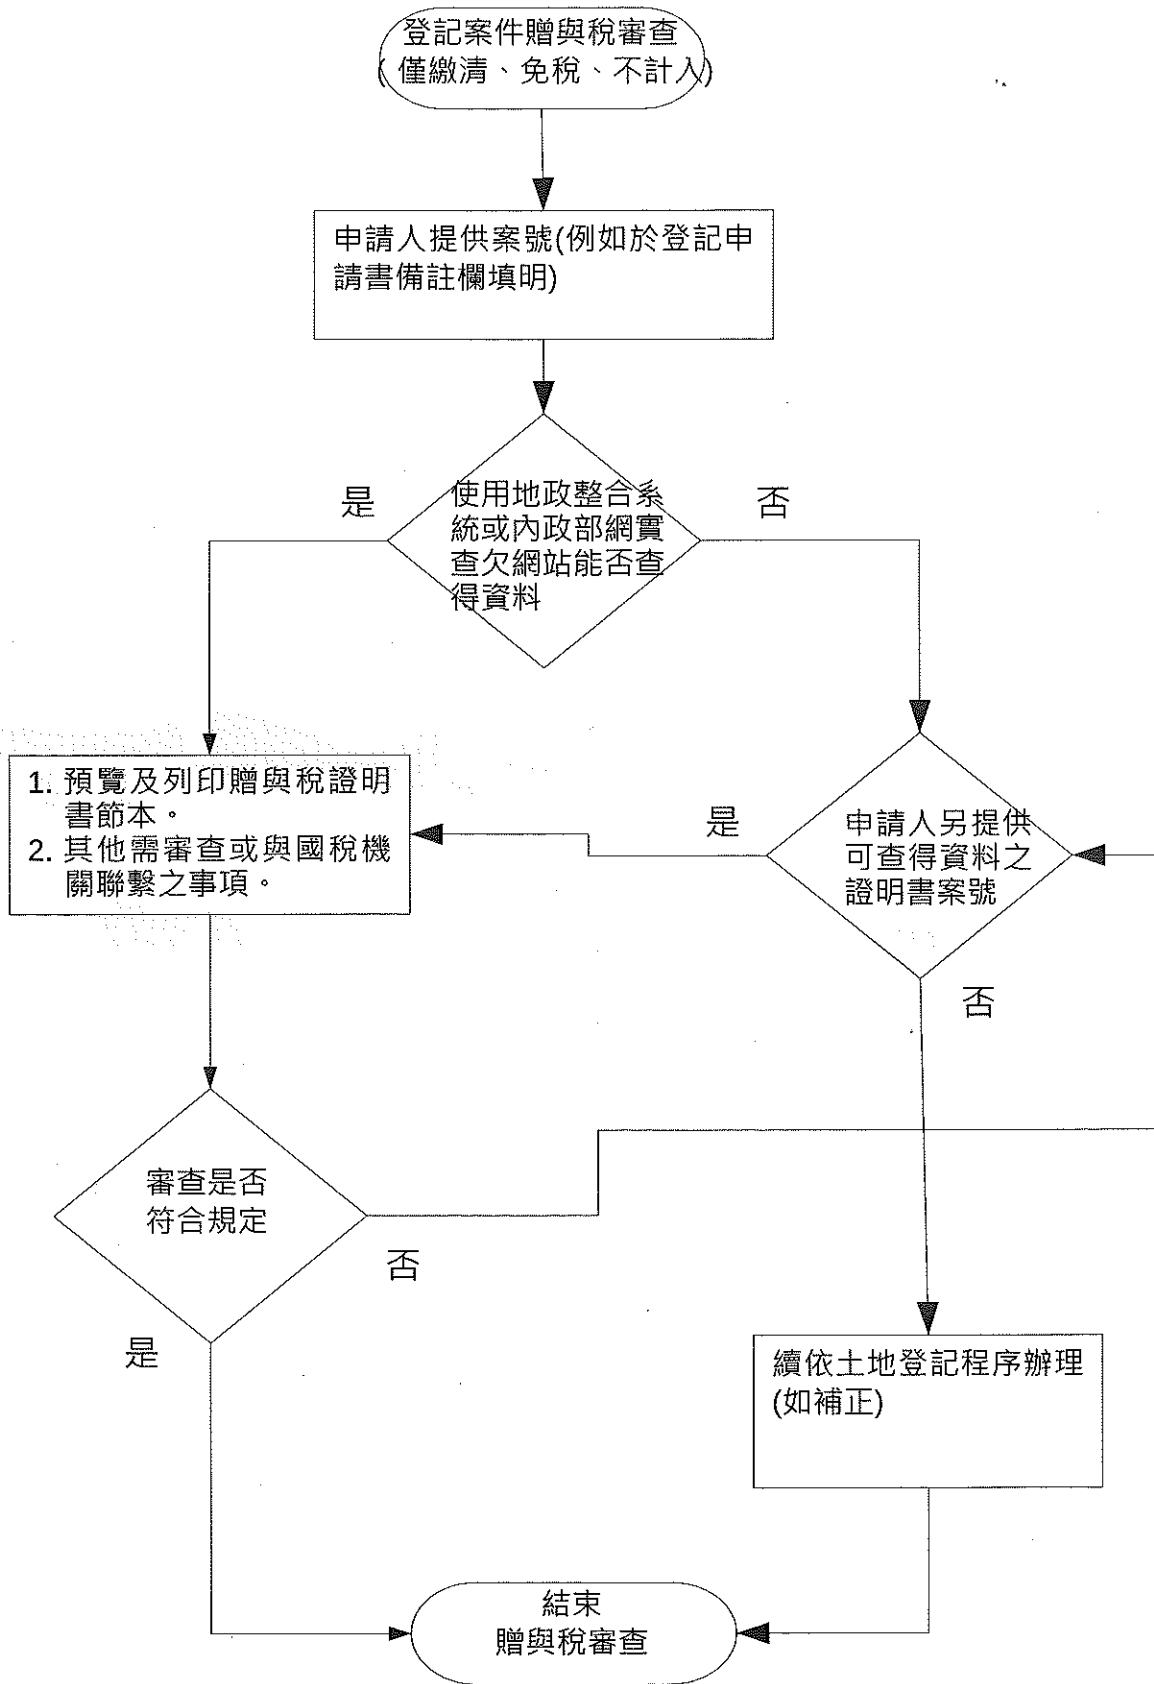 登記案件贈與稅審查
(僅繳清、免稅、不計入)
申請人提供案號(例如於登記申
請書備註欄填明)
是
使用地政整合系
統或內政部網實
查欠網站能否查
得資料
否
1. 預覽及列印贈與稅證明
書節本。
2. 其他需審查或與國稅機
關聯繫之事項。
是
申請人另提供
可查得資料之
證明書案號
否
審查是否
符合規定
否
是
續依土地登記程序辦理
(如補正)
結束
贈與稅審查